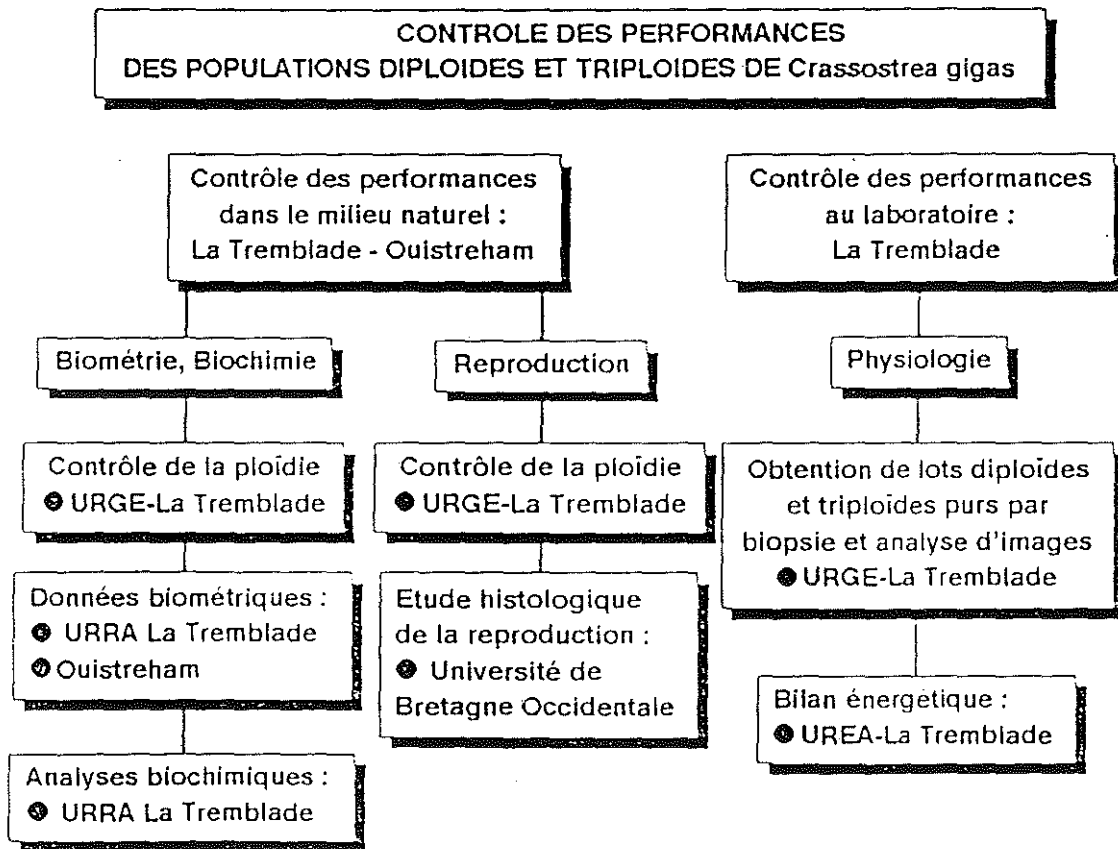 CONTROLE DES PERFORMANCES
DES POPULATIONS DIPLOIDES ET TRIPLOIDES DE Crassostrea gigas
Contrôle des performances
dans le milieu naturel :
La Tremblade - Ouistreham
Contrôle des performances
au laboratoire :
La Tremblade
Biométrie, Biochimie
Reproduction
Physiologie
Contrôle de la ploïdie
● URGE-La Tremblade
Contrôle de la ploïdie
● URGE-La Tremblade
Obtention de lots diploïdes
et triploïdes purs par
biopsie et analyse d'images
● URGE-La Tremblade
Données biométriques :
● URRA La Tremblade
● Ouistreham
Etude histologique
de la reproduction :
● Université de
Bretagne Occidentale
Bilan énergétique :
● UREA-La Tremblade
Analyses biochimiques :
● URRA La Tremblade